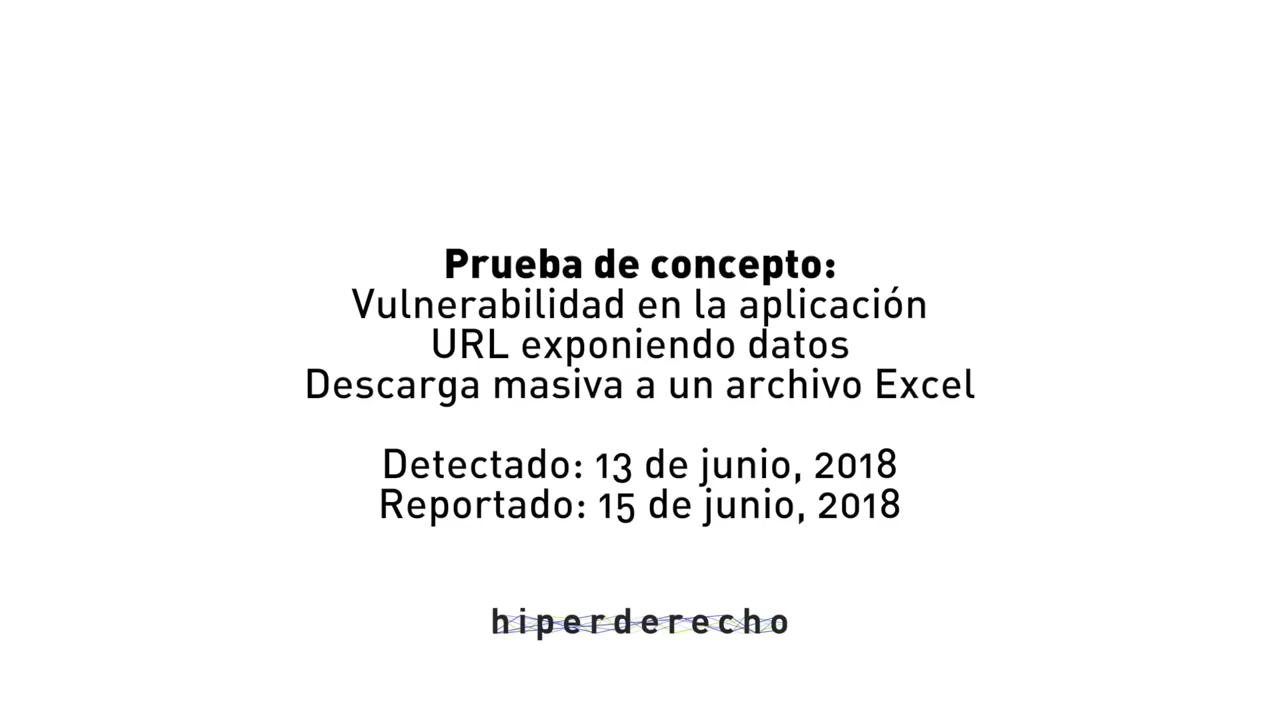 Prueba de concepto:
Vulnerabilidad en la aplicación
URL exponiendo datos
Descarga masiva a un archivo Excel
Detectado: 13 de junio, 2018
Reportado: 15 de junio, 2018
hiperderecho